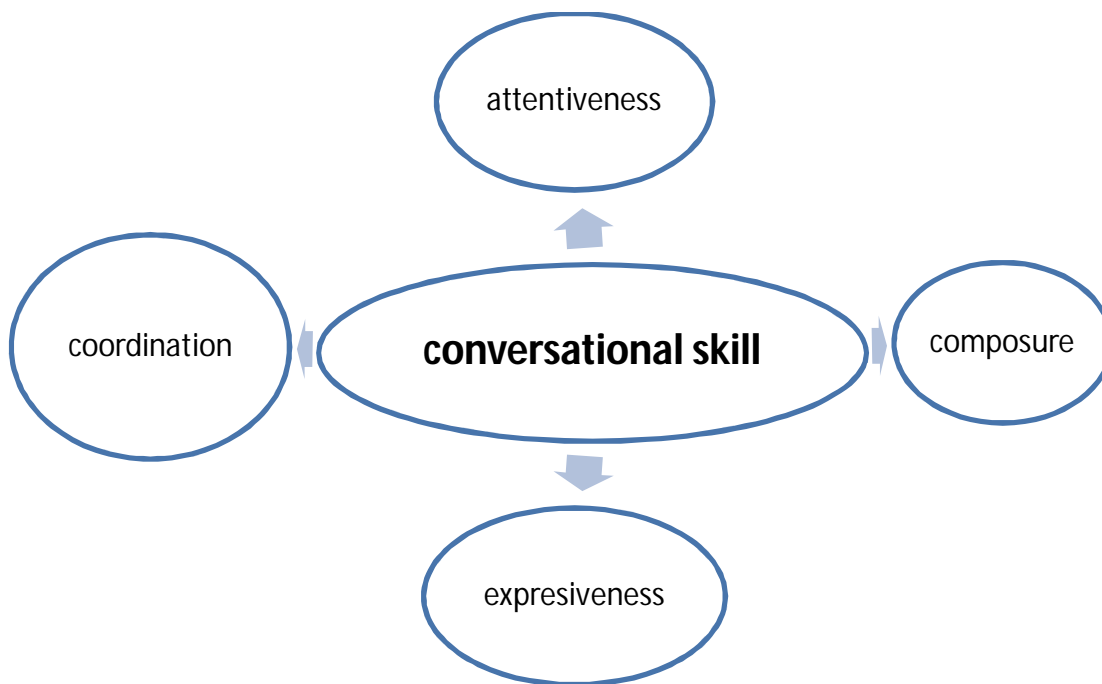 attentiveness
coordination
conversational skill
composure
expresiveness